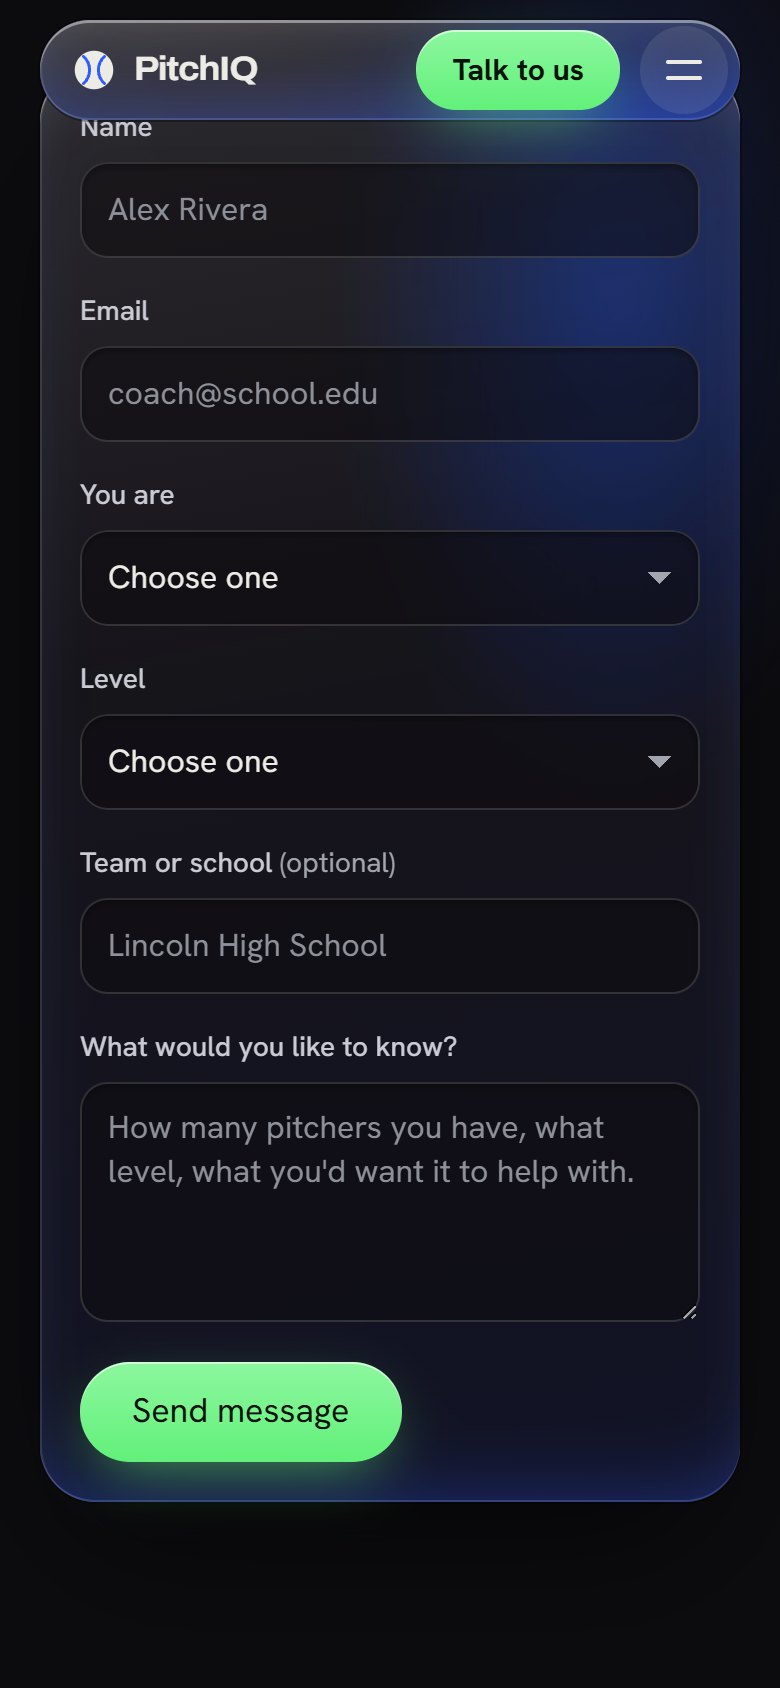 PitchIQ
Talk to us
Name
Alex Rivera
Email
coach@school.edu
You are
Choose one
Level
Choose one
Team or school (optional)
Lincoln High School
What would you like to know?
How many pitchers you have, what
level, what you'd want it to help with.
Send message